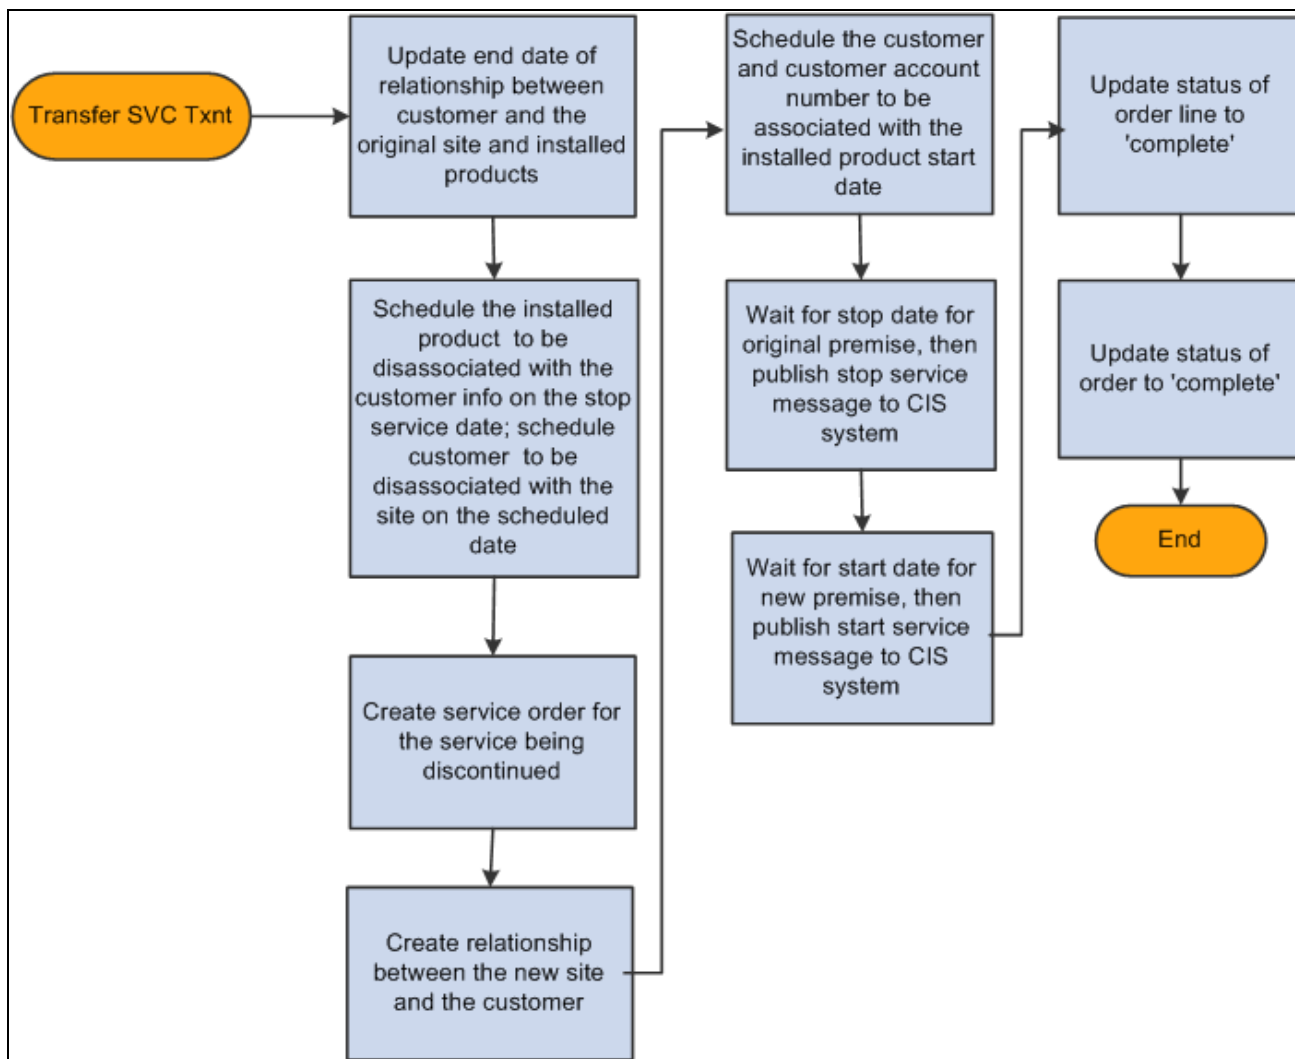 Transfer SVC Txnt
Update end date of
relationship between
customer and the
original site and installed
products
Schedule the installed
product to be
disassociated with the
customer info on the stop
service date; schedule
customer to be
disassociated with the
site on the scheduled
date
Create service order for
the service being
discontinued
Create relationship
between the new site
and the customer
Schedule the customer
and customer account
number to be
associated with the
installed product start
date
Wait for stop date for
original premise, then
publish stop service
message to CIS
system
Wait for start date for
new premise, then
publish start service
message to CIS
system
Update status of
order line to
'complete'
Update status of
order to 'complete'
End